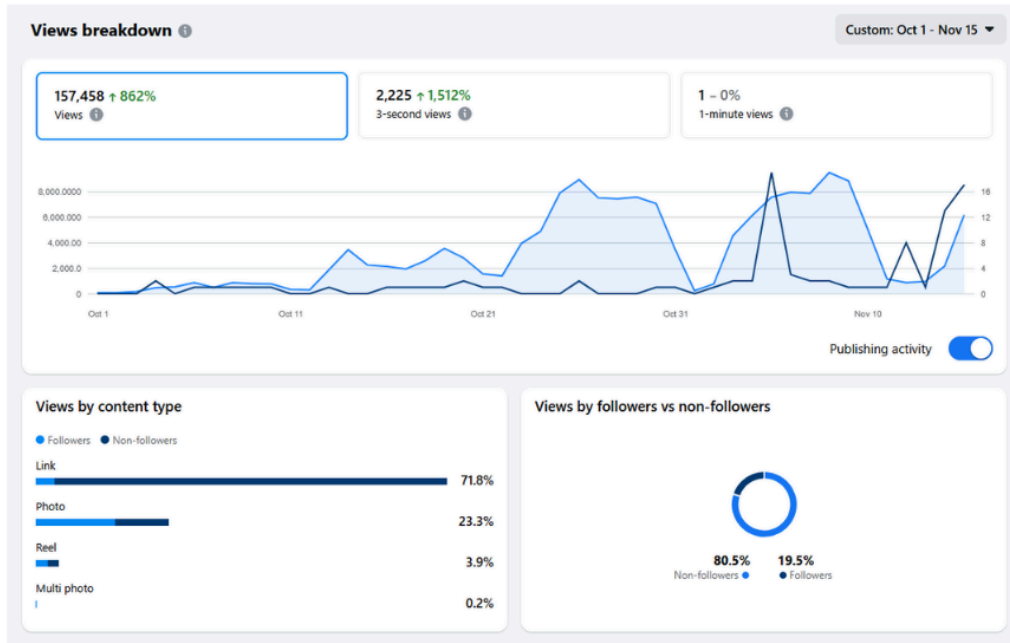 Views breakdown
Custom: Oct 1 - Nov 15
157,458 ↑ 862%
Views
2,225 ↑ 1,512%
3-second views
1 – 0%
1-minute views
8,000.0000
6,000.000
4,000.00
2,000.0
0
16
12
8
4
0
Oct 1
Oct 11
Oct 21
Oct 31
Nov 10
Publishing activity
Views by content type
Followers Non-followers
Link
71.8%
Photo
23.3%
Reel
3.9%
Multi photo
0.2%
Views by followers vs non-followers
80.5% 19.5%
Non-followers Followers